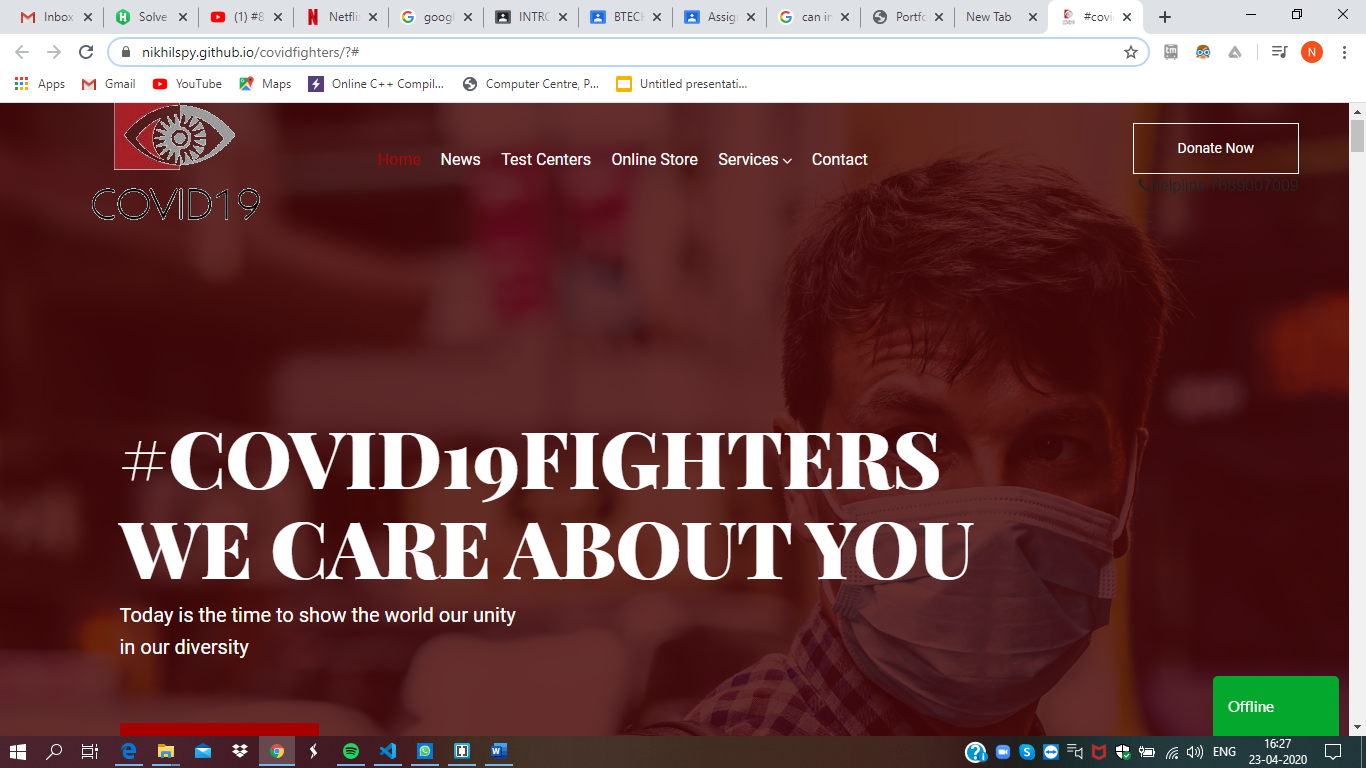 Inbox
Solve
(1) #8
Netfli
googl
INTRO
BTECH
Assig
can in
Portfo
New Tab
#covi
nikhilspy.github.io/covidfighters/?#
N
Apps
Gmail
YouTube
Maps
Online C++ Compil...
Computer Centre, P...
Untitled presentati...
COVID19
Home
News
Test Centers
Online Store
Services
Contact
Donate Now
helpline
#COVID19FIGHTERS
WE CARE ABOUT YOU
Today is the time to show the world our unity
in our diversity
Offline
ENG
16:27
23-04-2020